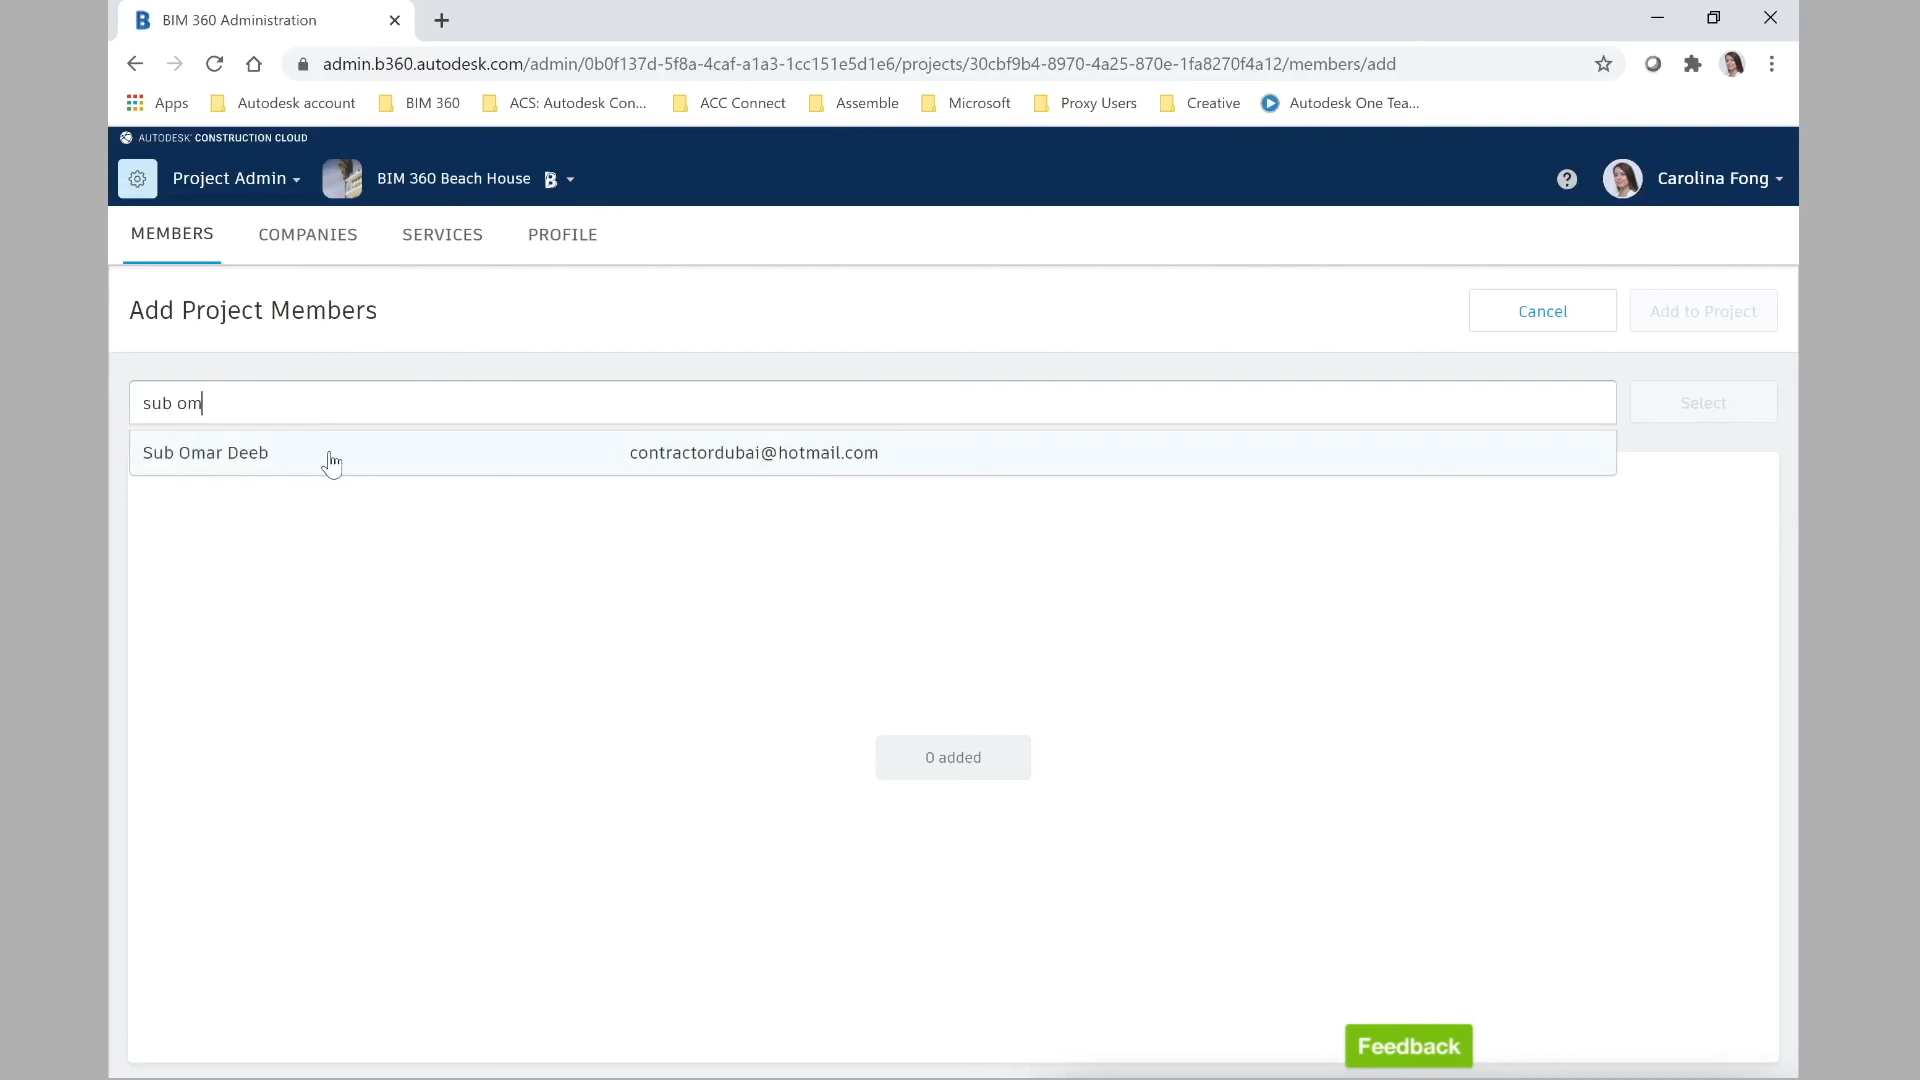 BIM 360 Administration
admin.b360.autodesk.com/admin/0b0f137d-5f8a-4caf-a1a3-1cc151e5d1e6/projects/30cbf9b4-8970-4a25-870e-1fa8270f4a12/members/add
Apps Autodesk account BIM 360 ACS: Autodesk Con... ACC Connect Assemble Microsoft Proxy Users Creative Autodesk One Tea...
AUTODESK® CONSTRUCTION CLOUD
Project Admin BIM 360 Beach House B ? Carolina Fong
MEMBERS COMPANIES SERVICES PROFILE
Add Project Members Cancel Add to Project
sub om Select
Sub Omar Deeb contractordubai@hotmail.com
0 added
Feedback